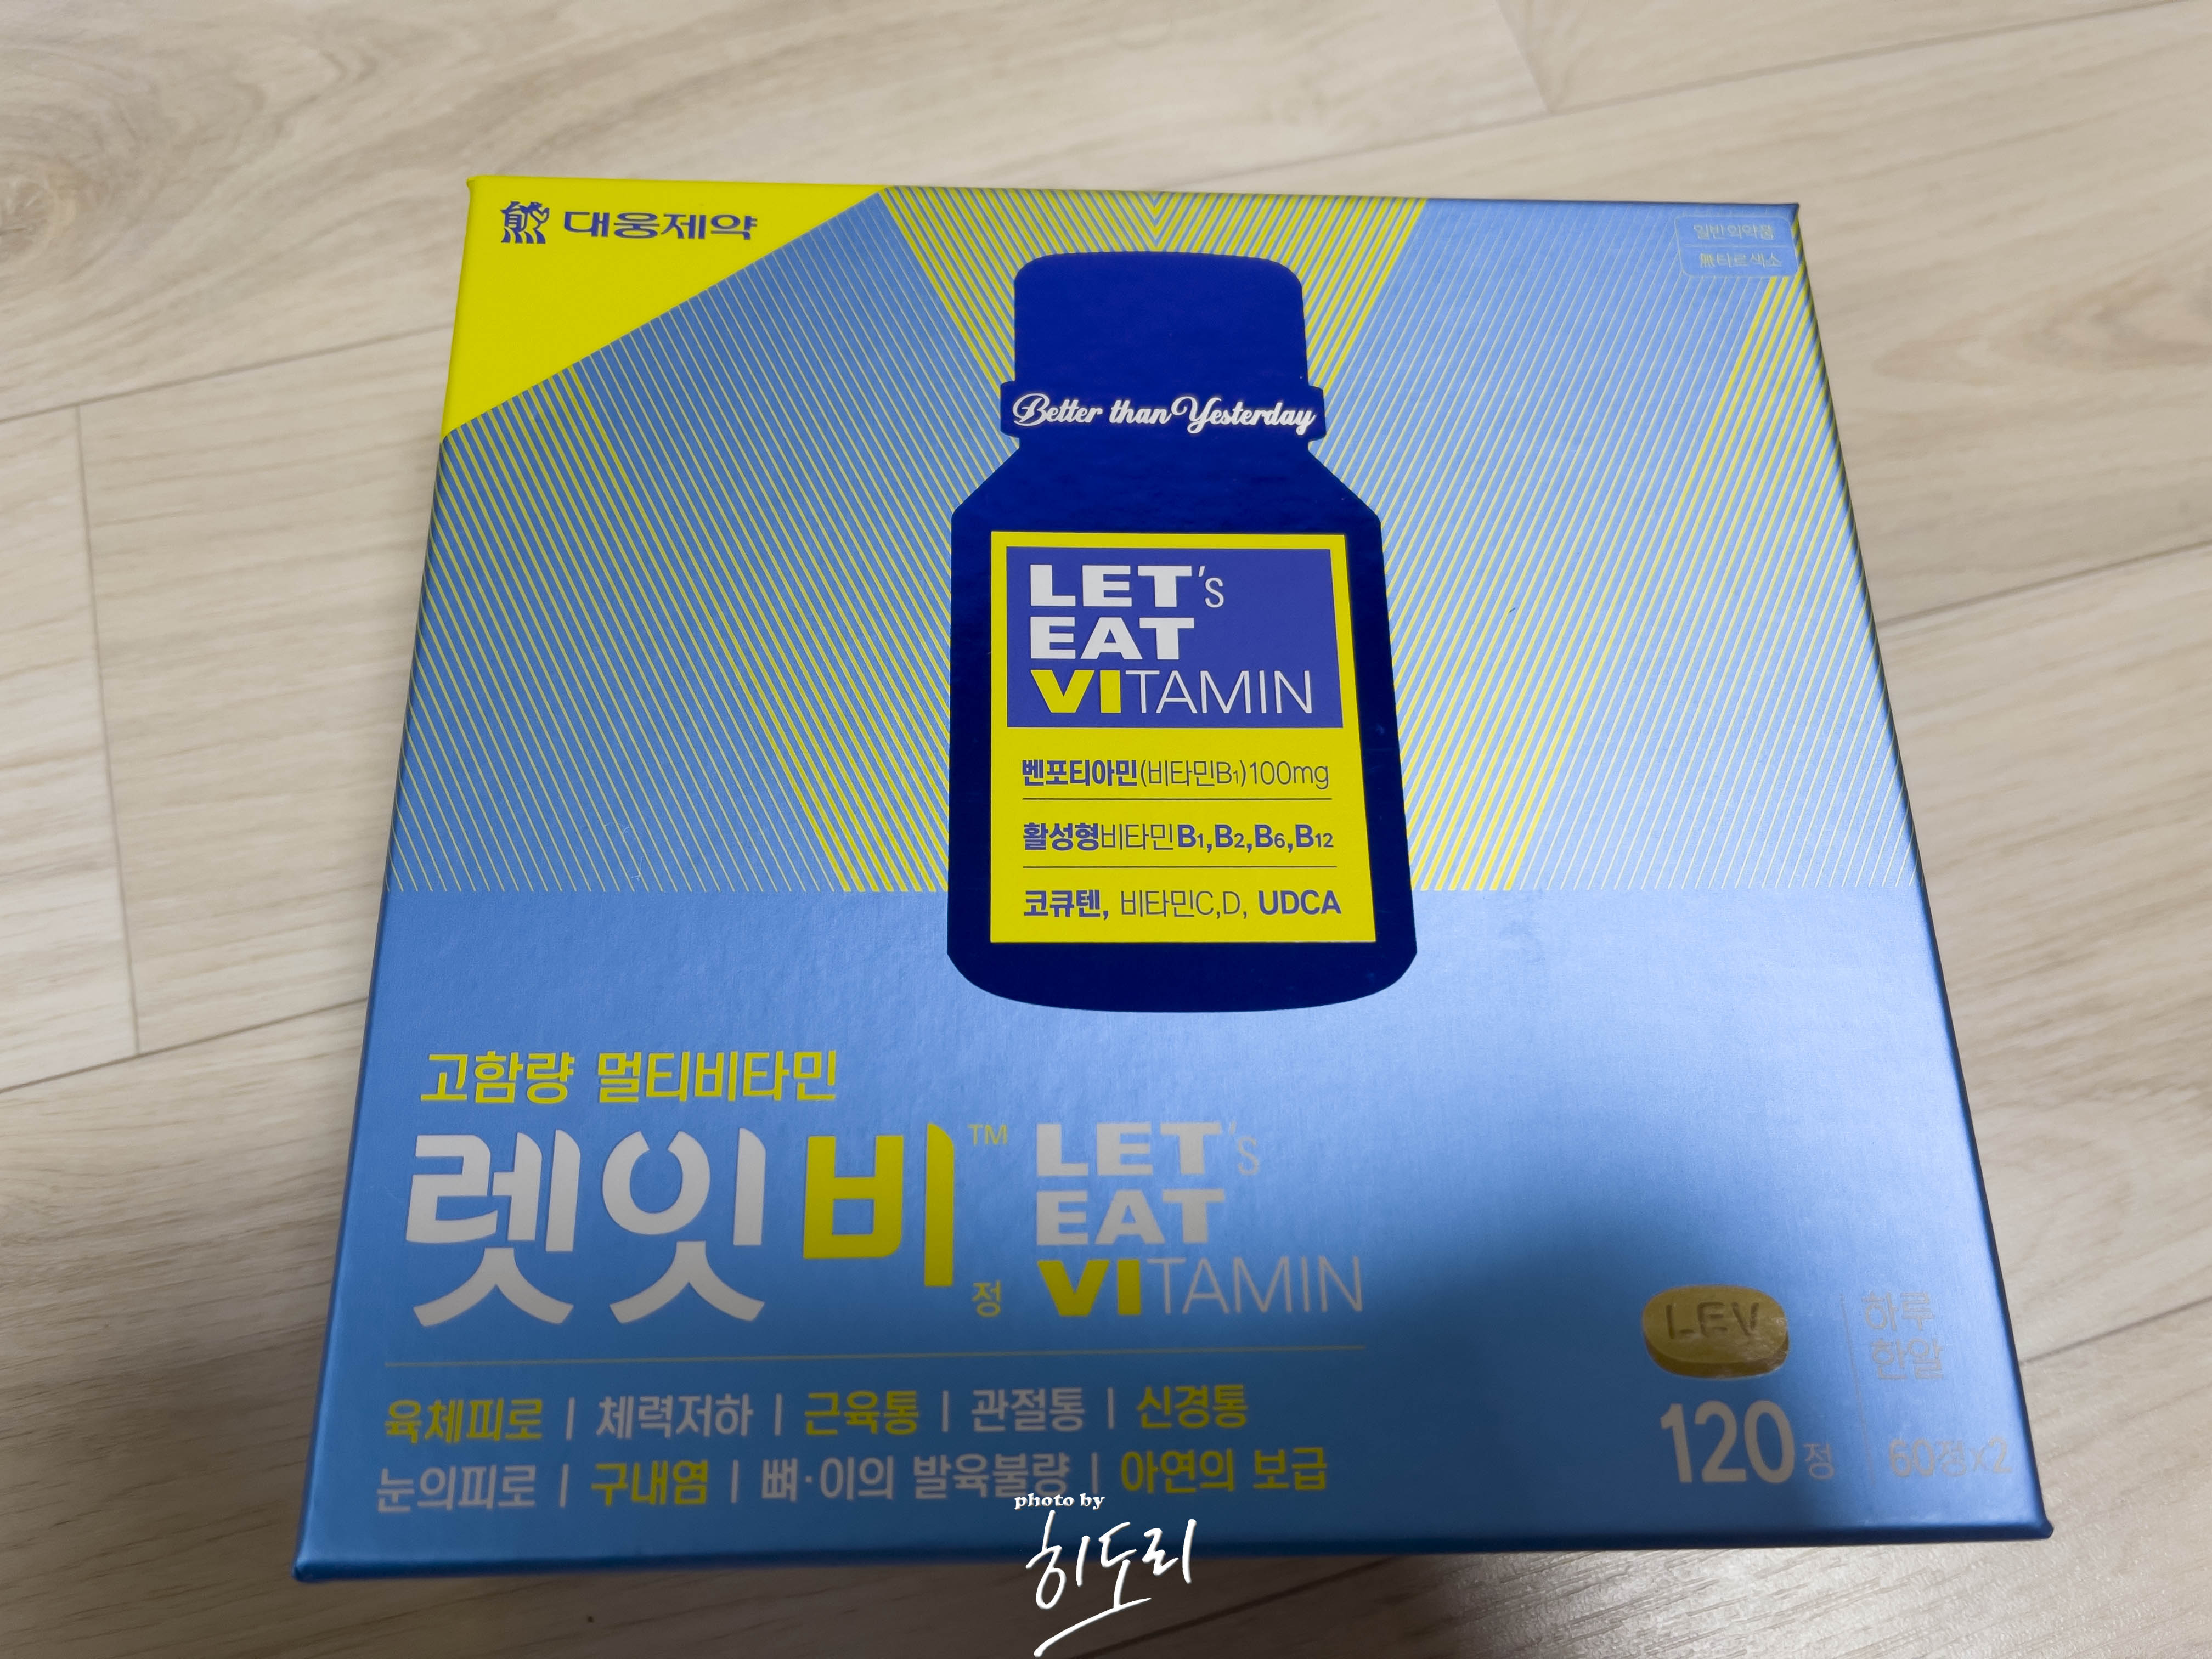 대웅제약
일반의약품
無타르색소
Better than Yesterday
LET's
EAT
VITAMIN
벤포티아민(비타민B1)100mg
활성형비타민B1,B2,B6,B12
코큐텐, 비타민C,D, UDCA
고함량 멀티비타민
렛잇비™정
LET's
EAT
VITAMIN
육체피로 | 체력저하 | 근육통 | 관절통 | 신경통
눈의피로 | 구내염 | 뼈·이의 발육불량 | 아연의 보급
LEV
하루
한알
120정
60정x2
photo by
히도리